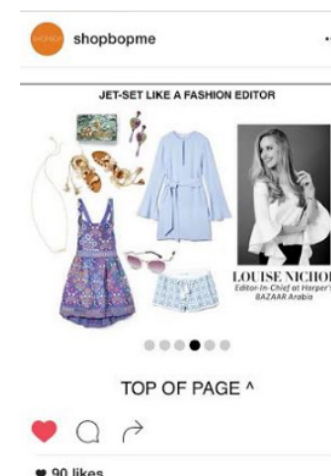 SHOPBOP
shopbopme
JET-SET LIKE A FASHION EDITOR
LOUISE NICHOL
Editor-In-Chief at Harper's
BAZAAR Arabia
TOP OF PAGE ^
90 likes